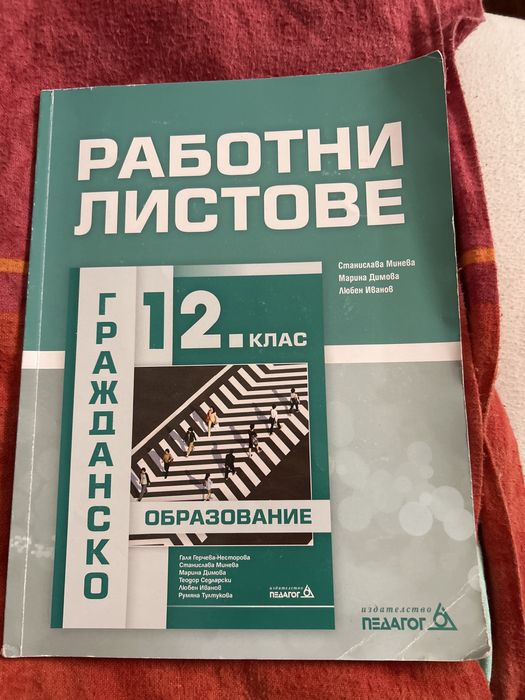 РАБОТНИ
ЛИСТОВЕ
Станислава Минева
Марина Димова
Любен Иванов
ГРАЖДАНСКО
12. КЛАС
ОБРАЗОВАНИЕ
Галя Герчева-Несторова
Станислава Минева
Марина Димова
Теодор Седларски
Любен Иванов
Румяна Тултукова
издателство
ПЕДАГОГ 6
издателство
ПЕДАГОГ 6